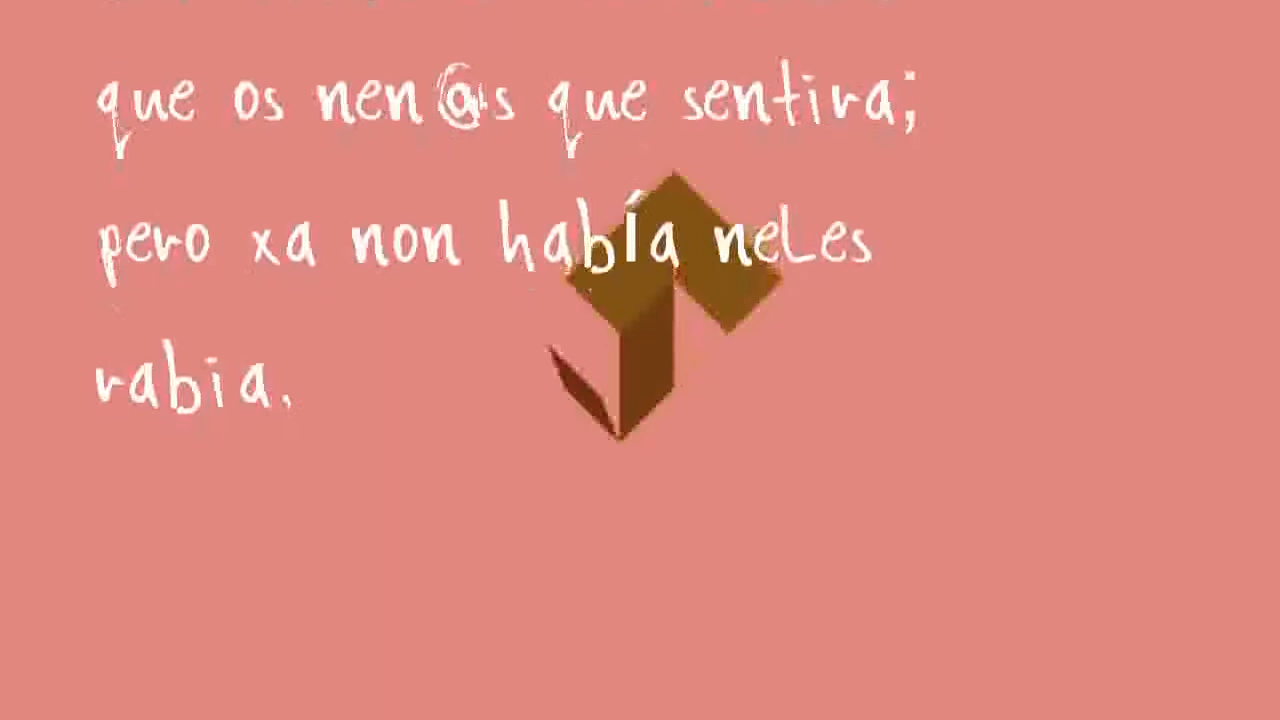 que os nen@s que sentira;
pero xa non había neles
rabia.